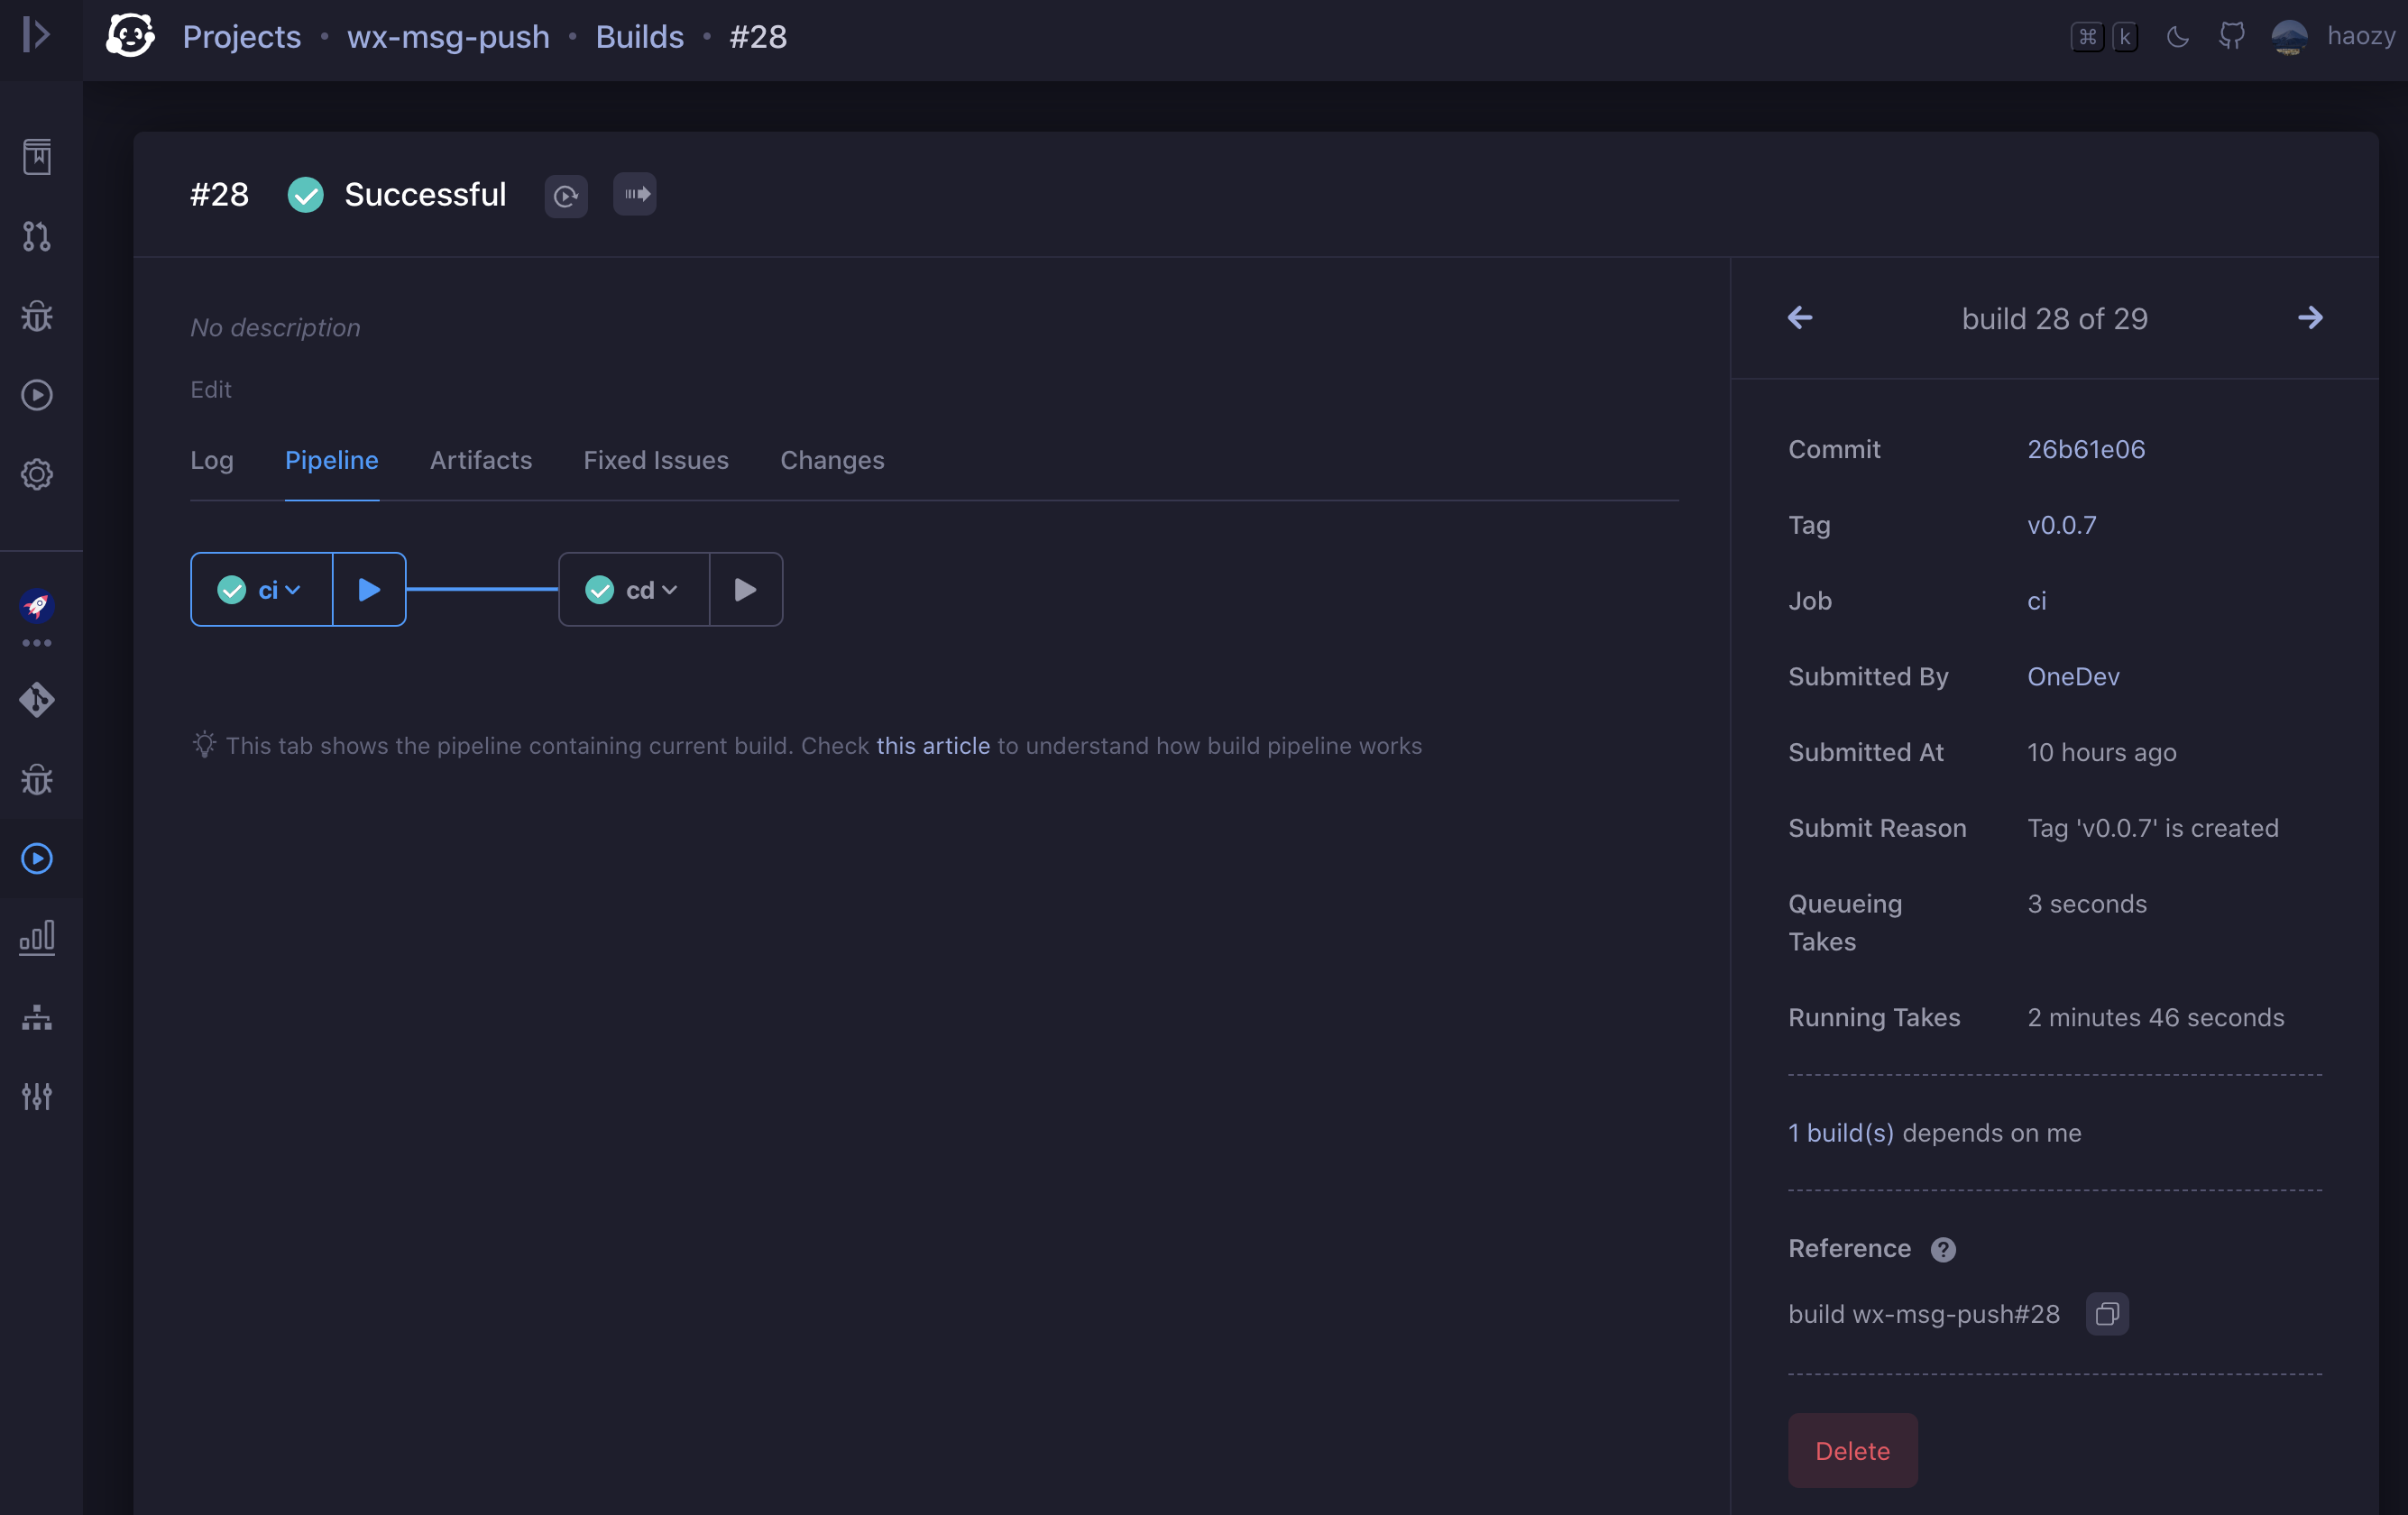 Projects • wx-msg-push • Builds • #28
⌘ k
haozy
#28 Successful
No description
Edit
Log Pipeline Artifacts Fixed Issues Changes
ci cd
This tab shows the pipeline containing current build. Check this article to understand how build pipeline works
build 28 of 29
Commit 26b61e06
Tag v0.0.7
Job ci
Submitted By OneDev
Submitted At 10 hours ago
Submit Reason Tag 'v0.0.7' is created
Queueing 3 seconds
Takes
Running Takes 2 minutes 46 seconds
1 build(s) depends on me
Reference ?
build wx-msg-push#28
Delete